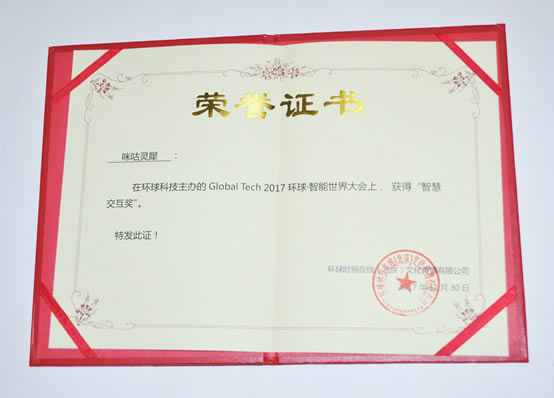 荣誉证书
咪咕灵犀：
在环球科技主办的 Global Tech 2017 环球·智能世界大会上，获得“智慧
交互奖”。
特发此证！
环球时报在线（北京）文化传播有限公司
月 30 日